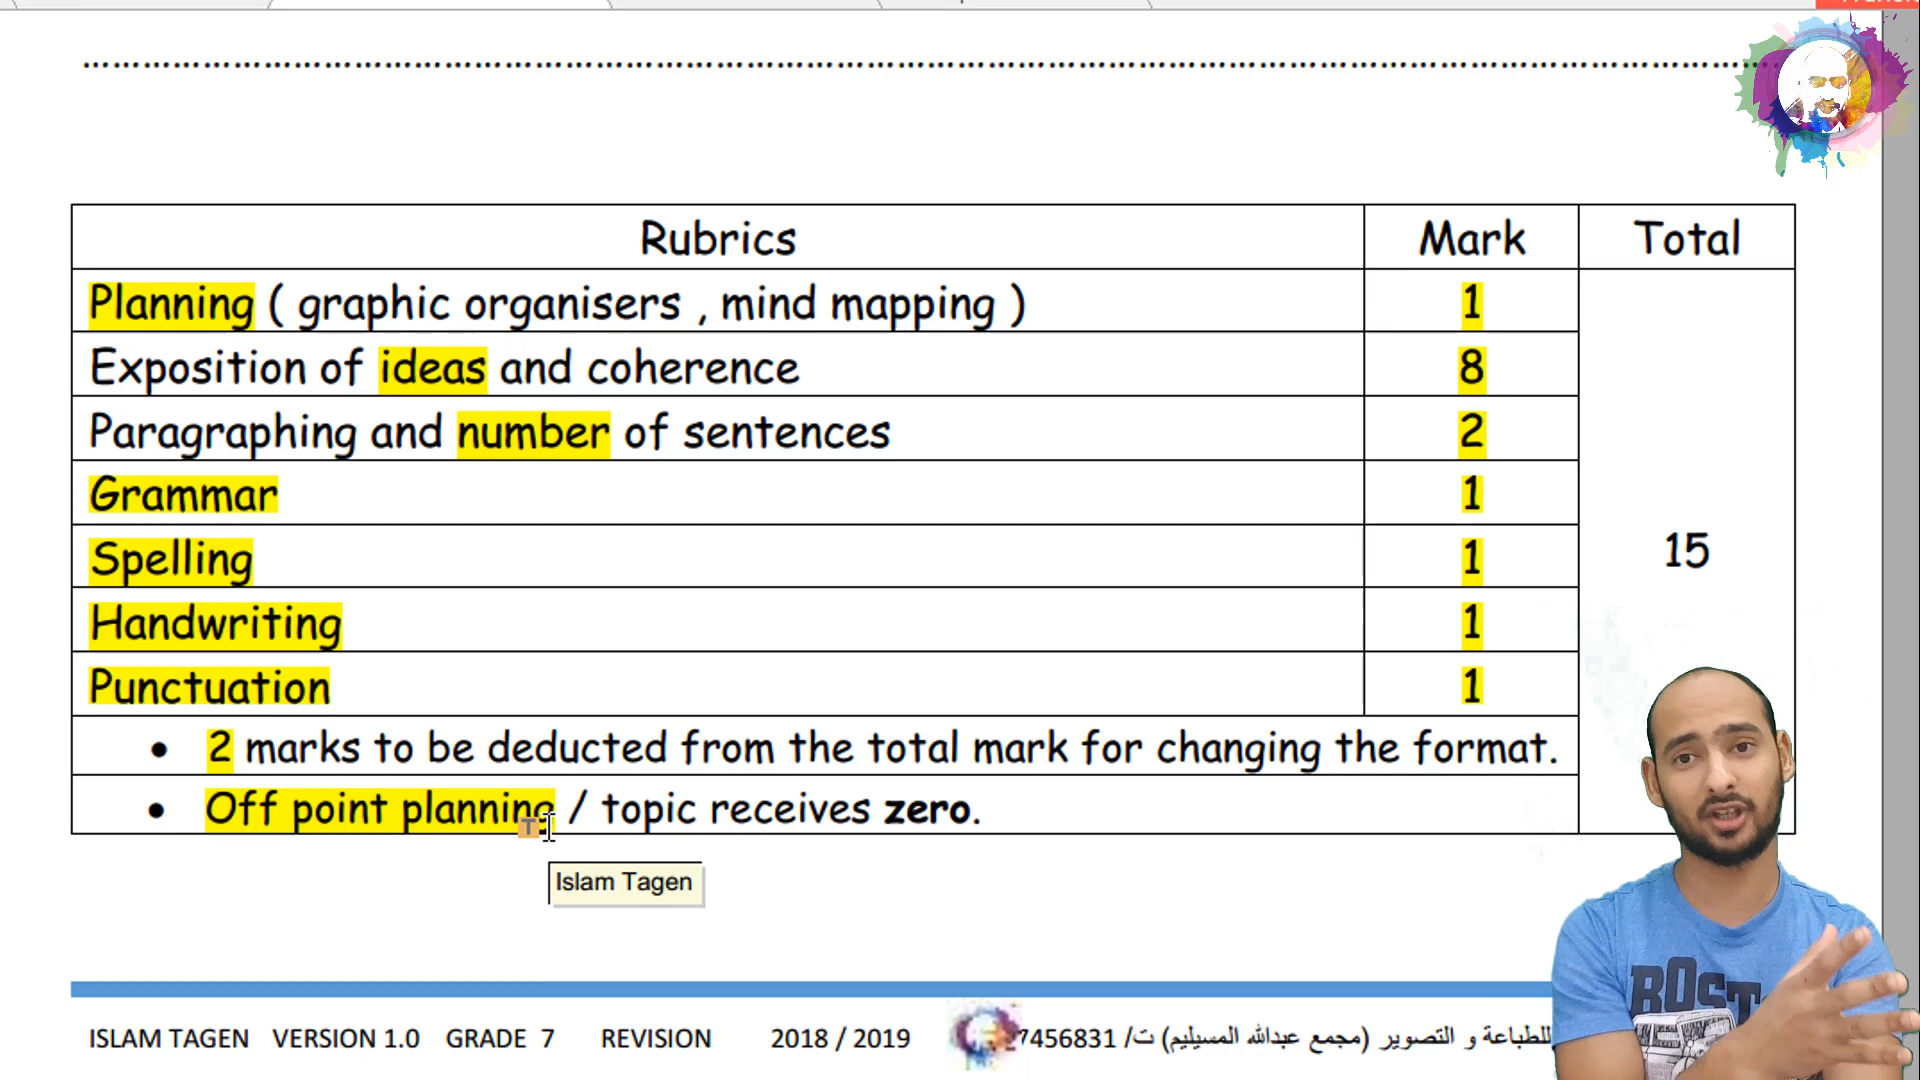 Rubrics Mark Total
Planning ( graphic organisers , mind mapping ) 1
Exposition of ideas and coherence 8
Paragraphing and number of sentences 2
Grammar 1
Spelling 1
15
Handwriting 1
Punctuation 1
• 2 marks to be deducted from the total mark for changing the format.
• Off point planning / topic receives zero.
Islam Tagen
ISLAM TAGEN VERSION 1.0 GRADE 7 REVISION 2018 / 2019 للطباعة و التصوير (مجمع عبدالله المسيليم) ت/ 7456831
BOST